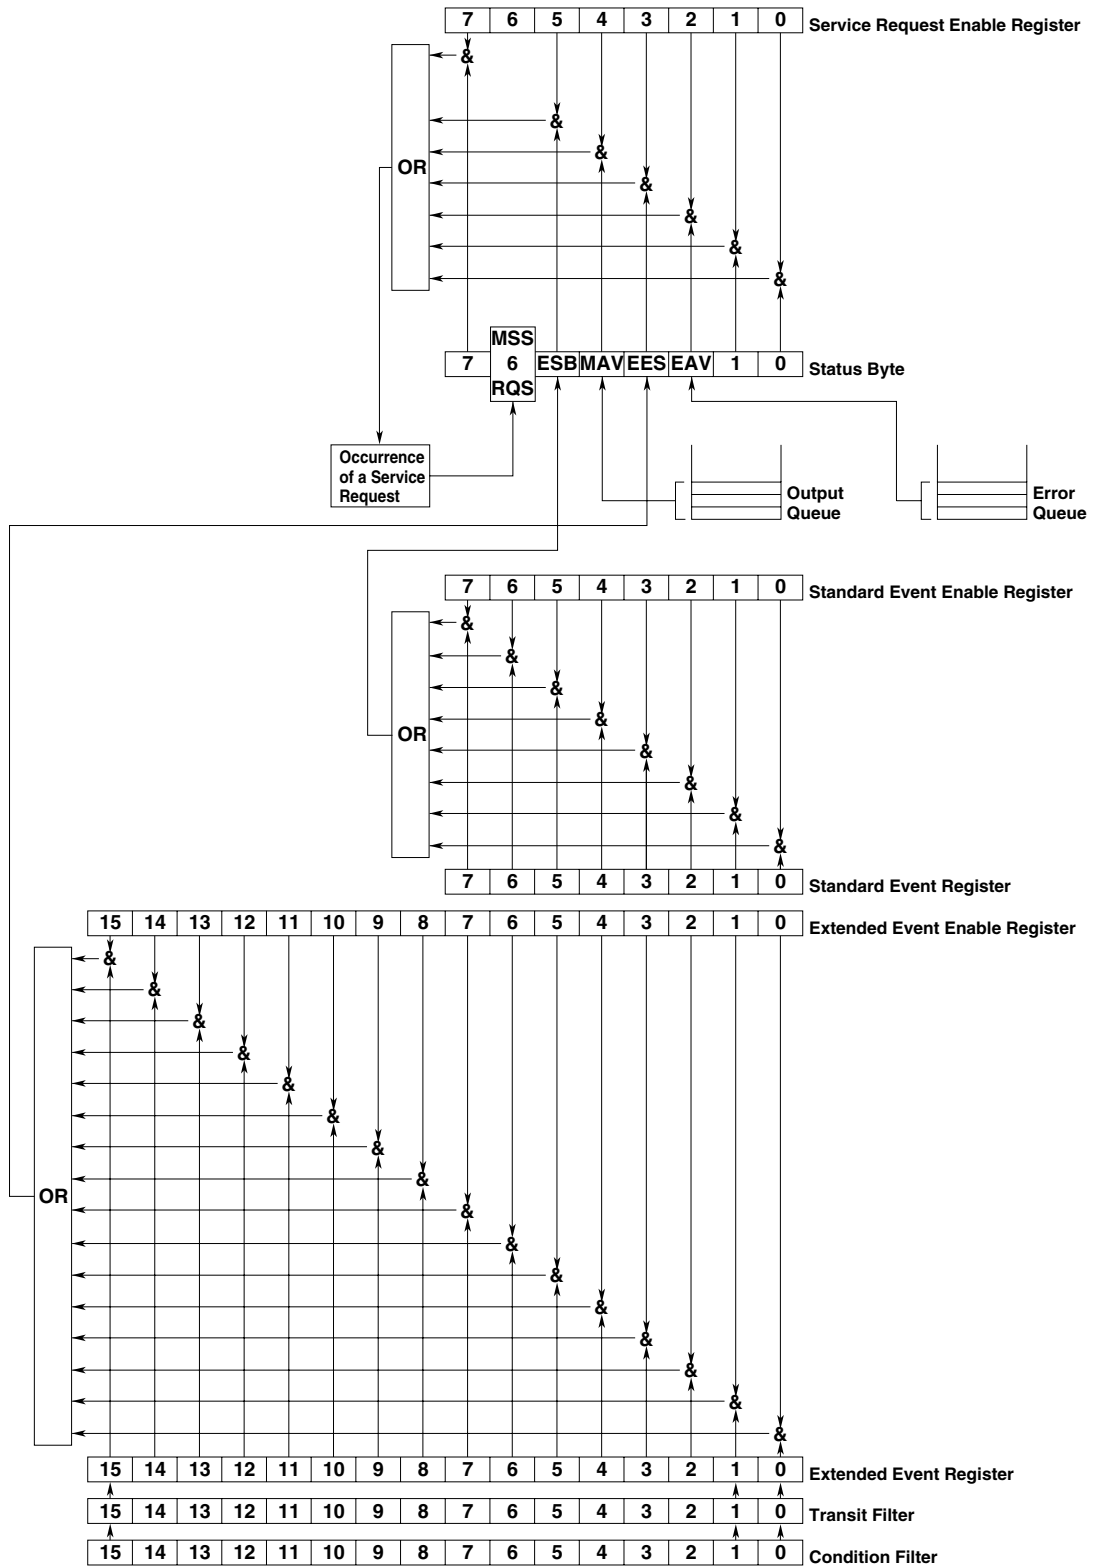 7 6 5 4 3 2 1 0 Service Request Enable Register
&
&
&
OR
&
&
&
&
MSS
7 6 ESB MAV EES EAV 1 0 Status Byte
RQS
Occurrence
of a Service
Request
Output
Queue
Error
Queue
7 6 5 4 3 2 1 0 Standard Event Enable Register
&
&
&
&
OR
&
&
&
&
7 6 5 4 3 2 1 0 Standard Event Register
15 14 13 12 11 10 9 8 7 6 5 4 3 2 1 0 Extended Event Enable Register
&
&
&
&
&
&
&
&
OR
&
&
&
&
&
&
&
&
15 14 13 12 11 10 9 8 7 6 5 4 3 2 1 0 Extended Event Register
15 14 13 12 11 10 9 8 7 6 5 4 3 2 1 0 Transit Filter
15 14 13 12 11 10 9 8 7 6 5 4 3 2 1 0 Condition Filter